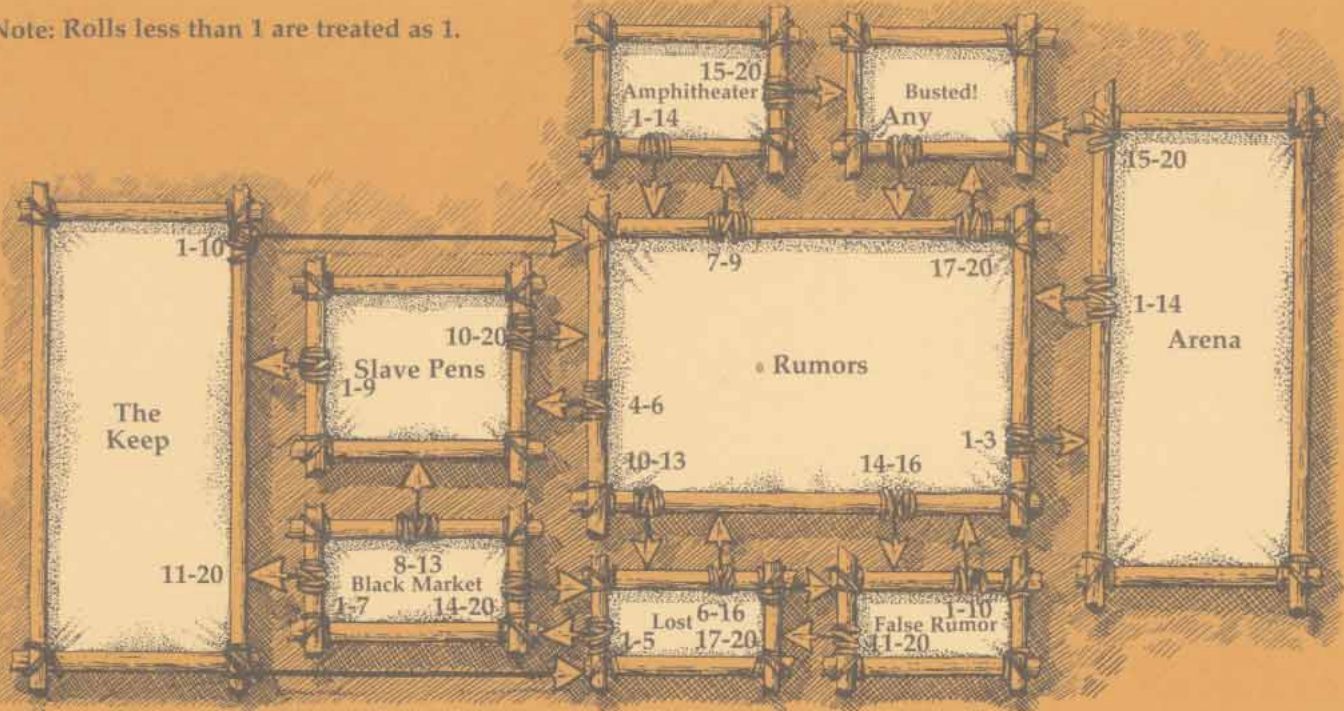 Note: Rolls less than 1 are treated as 1.
15-20
Amphitheater
1-14
Busted!
Any
15-20
1-14
Arena
1-10
The
Keep
11-20
10-20
Slave Pens
1-9
7-9
17-20
Rumors
4-6
1-3
10-13
14-16
8-13
Black Market
1-7
14-20
6-16
Lost
1-5
17-20
1-10
False Rumor
11-20